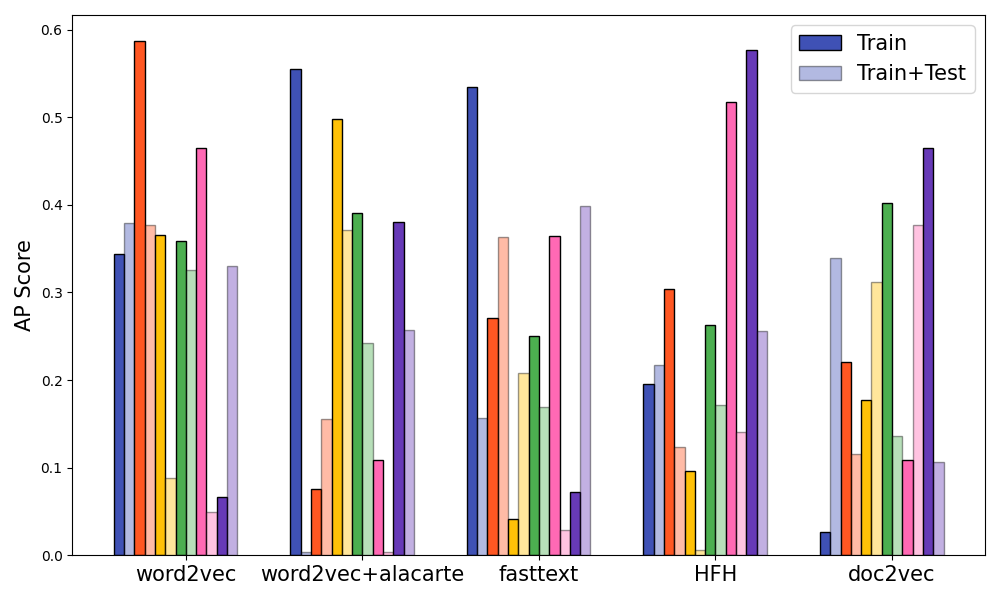 Train
Train+Test
AP Score
0.6
0.5
0.4
0.3
0.2
0.1
0.0
word2vec
word2vec+alacarte
fasttext
HFH
doc2vec